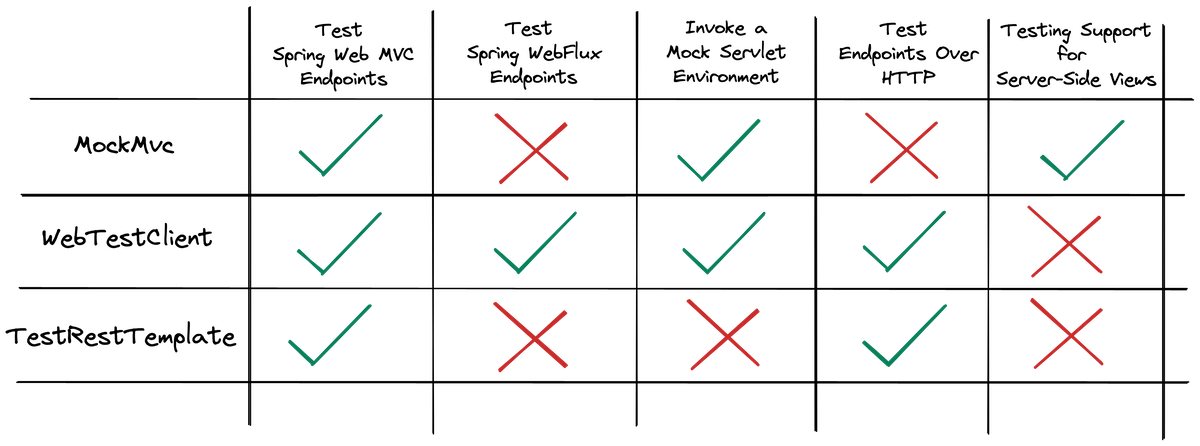 Test
Spring Web MVC
Endpoints
Test
Spring WebFlux
Endpoints
Invoke a
Mock Servlet
Environment
Test
Endpoints Over
HTTP
Testing Support
for
Server-Side Views
MockMvc
WebTestClient
TestRestTemplate